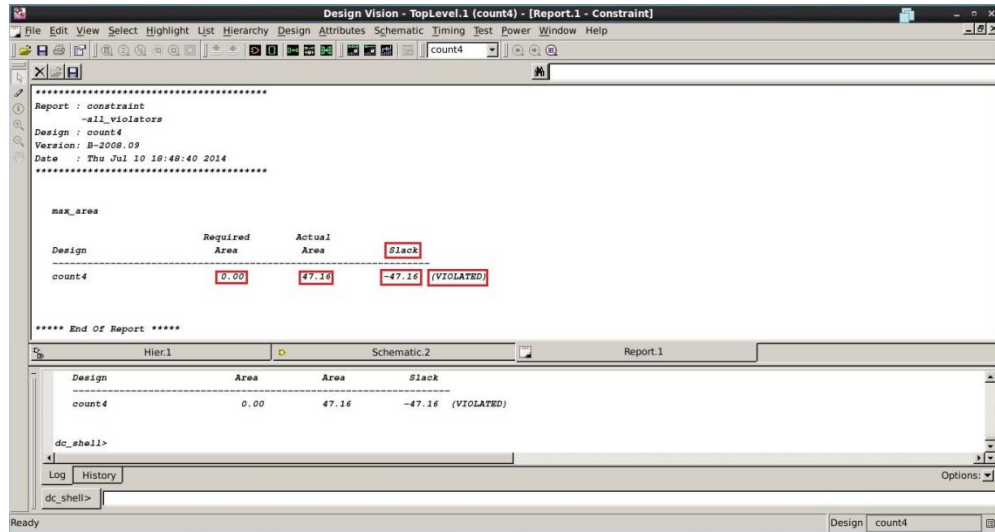 Design Vision - TopLevel.1 (count4) - [Report.1 - Constraint]
File Edit View Select Highlight List Hierarchy Design Attributes Schematic Timing Test Power Window Help
count4
****************************************
Report : constraint
-all_violators
Design : count4
Version: B-2008.09
Date : Thu Jul 10 18:48:40 2014
****************************************
max_area
Required Actual
Design Area Area Slack
-----------------------------------------------------------------
count4 0.00 47.16 -47.16 (VIOLATED)
***** End Of Report *****
Hier.1 Schematic.2 Report.1
Design Area Area Slack
-----------------------------------------------------------------
count4 0.00 47.16 -47.16 (VIOLATED)
dc_shell>
Log History Options:
dc_shell>
Ready Design count4